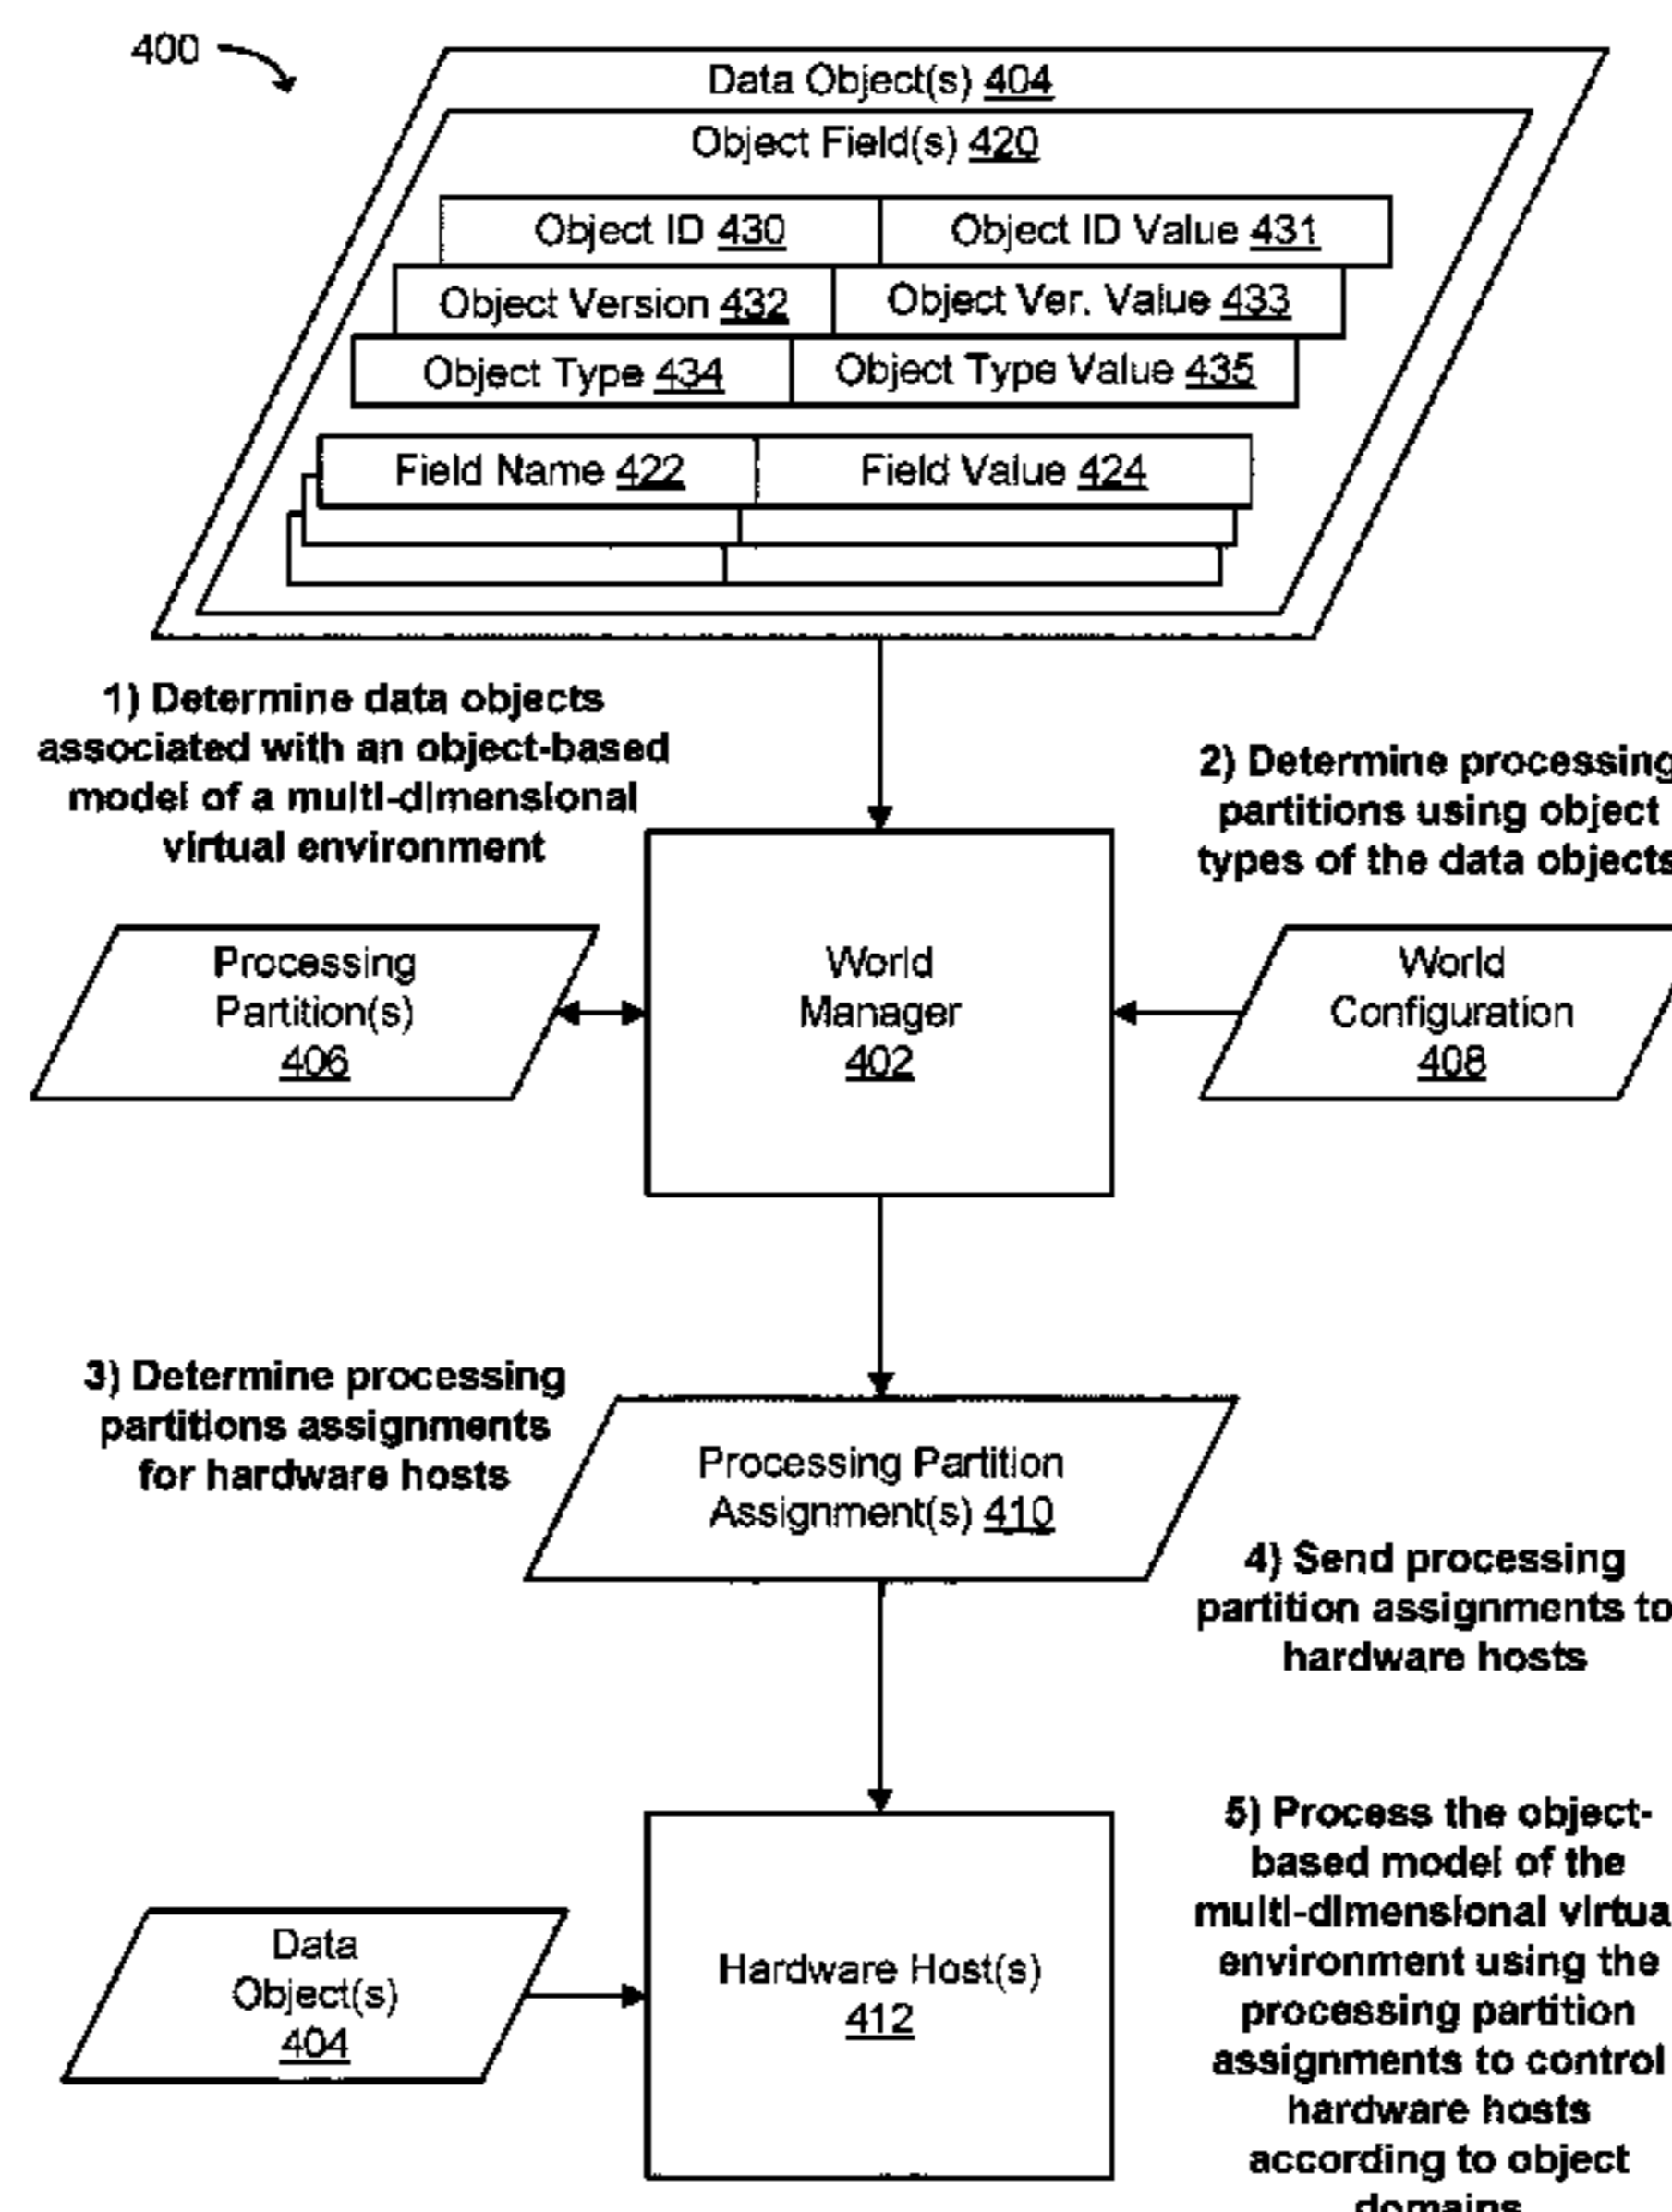 400
Data Object(s) 404
Object Field(s) 420
Object ID 430
Object ID Value 431
Object Version 432
Object Ver. Value 433
Object Type 434
Object Type Value 435
Field Name 422
Field Value 424
1) Determine data objects
associated with an object-based
model of a multi-dimensional
virtual environment
2) Determine processing
partitions using object
types of the data objects
Processing
Partition(s)
406
World
Manager
402
World
Configuration
408
3) Determine processing
partitions assignments
for hardware hosts
Processing Partition
Assignment(s) 410
4) Send processing
partition assignments to
hardware hosts
Data
Object(s)
404
Hardware Host(s)
412
5) Process the object-
based model of the
multi-dimensional virtua
environment using the
processing partition
assignments to control
hardware hosts
according to object
domains